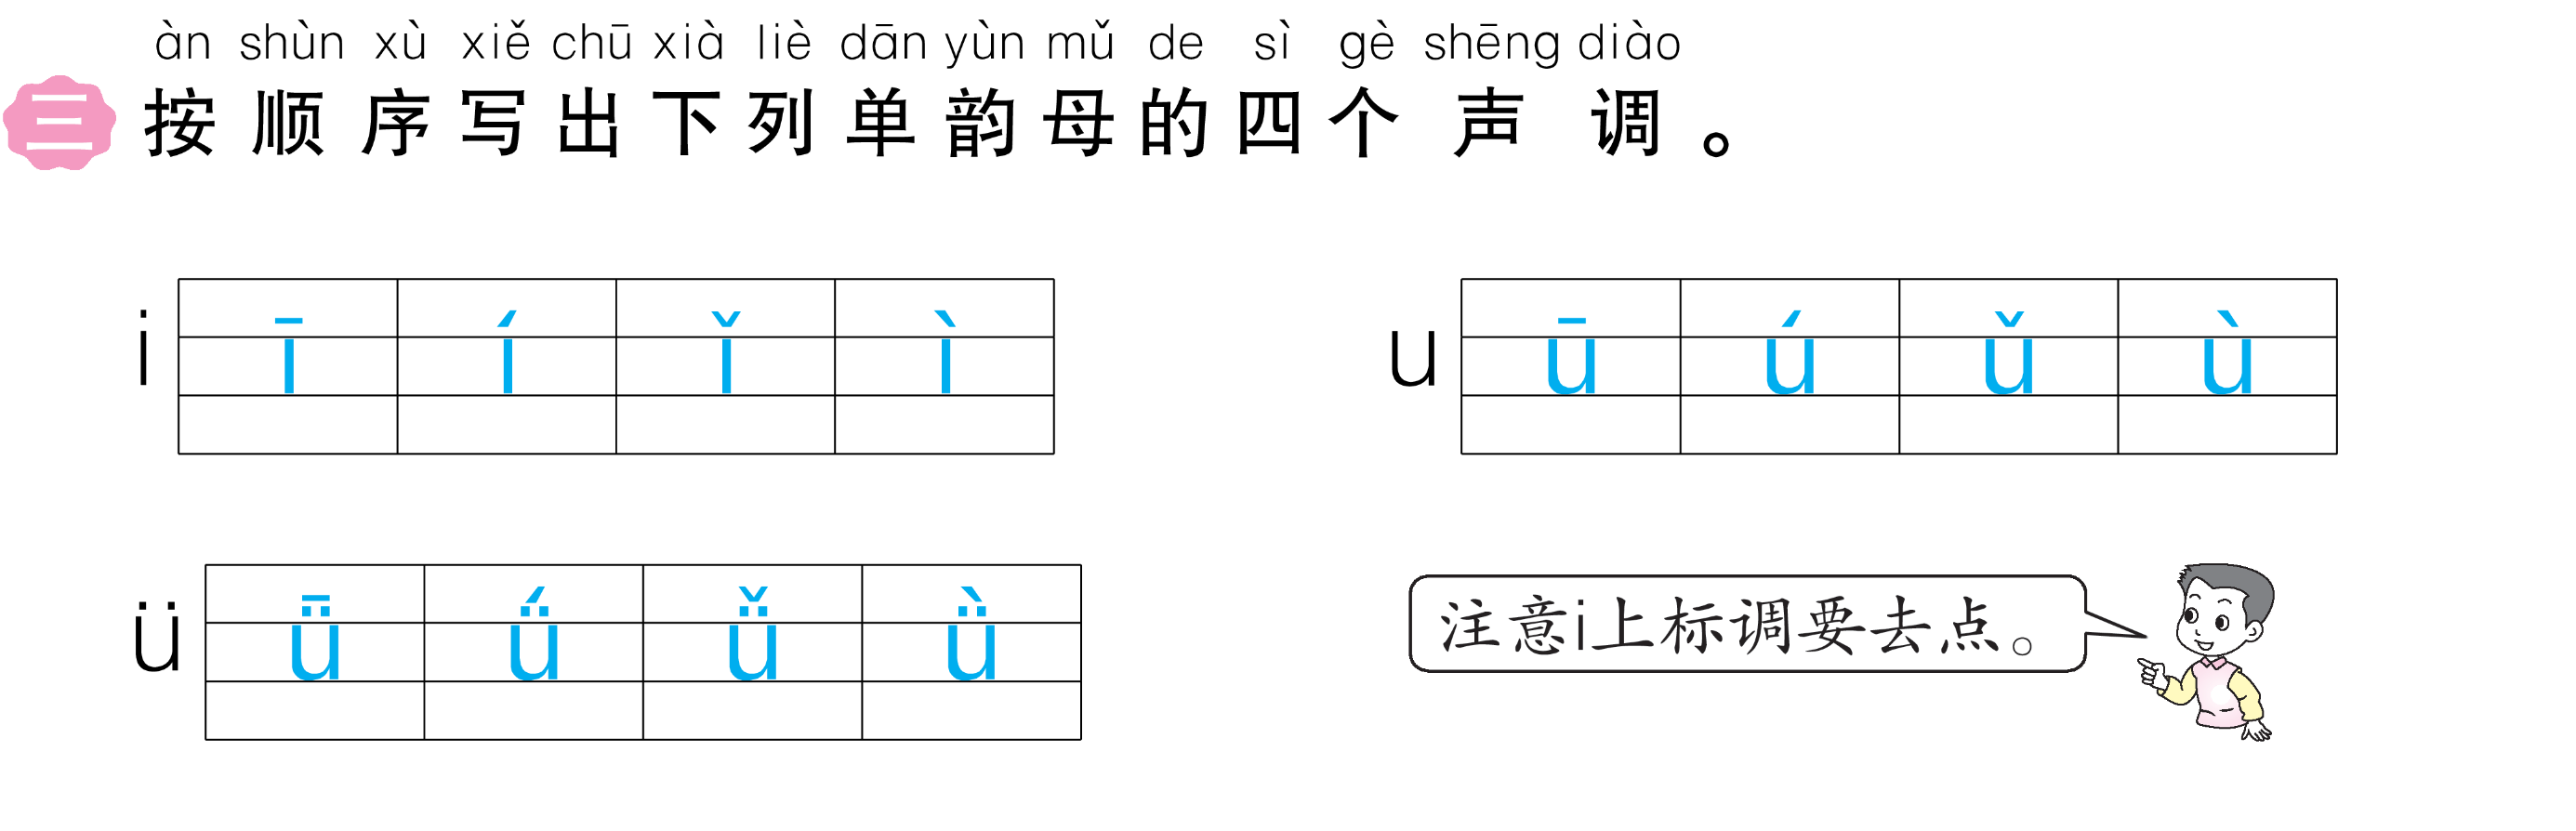 àn shùn xù xiě chū xià liè dān yùn mǔ de sì gè shēng diào
三 按顺序写出下列单韵母的四个声调。
i ī í ǐ ì
u ū ú ǔ ù
ü ǖ ǘ ǚ ǜ
注意i上标调要去点。